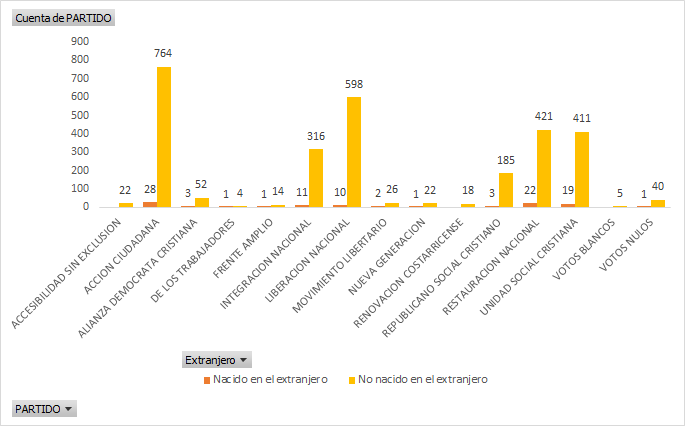 Cuenta de PARTIDO
900
800
700
600
500
400
300
200
100
0
22
28 764
3 52
1 4
1 14
11 316
10 598
2 26
1 22
18
3 185
22 421
19 411
5
1 40
ACCESIBILIDAD SIN EXCLUSION
ACCION CIUDADANA
ALIANZA DEMOCRATA CRISTIANA
DE LOS TRABAJADORES
FRENTE AMPLIO
INTEGRACION NACIONAL
LIBERACION NACIONAL
MOVIMIENTO LIBERTARIO
NUEVA GENERACION
RENOVACION COSTARRICENSE
REPUBLICANO SOCIAL CRISTIANO
RESTAURACION NACIONAL
UNIDAD SOCIAL CRISTIANA
VOTOS BLANCOS
VOTOS NULOS
Extranjero
Nacido en el extranjero No nacido en el extranjero
PARTIDO